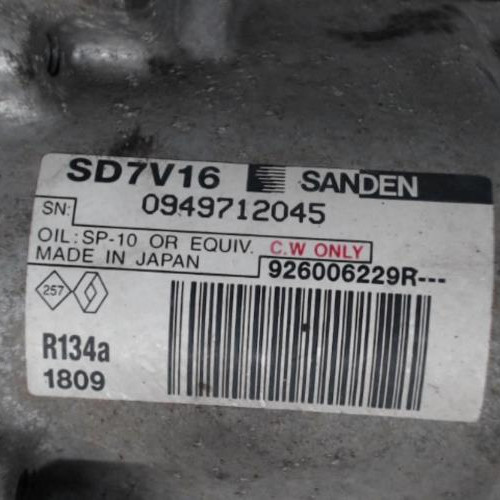 SD7V16 SANDEN
SN: 0949712045
OIL: SP-10 OR EQUIV. C.W ONLY
MADE IN JAPAN 926006229R---
257
R134a
1809